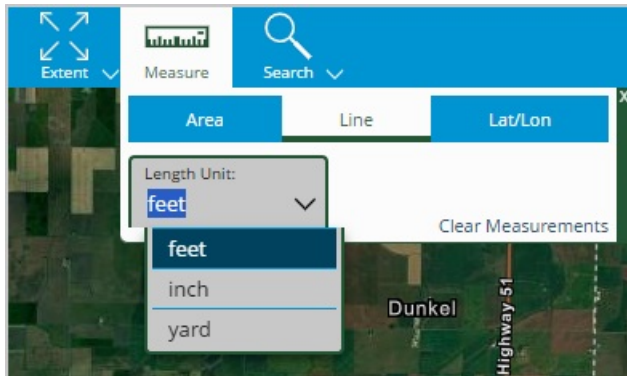 Extent
Measure
Search
Area
Line
Lat/Lon
X
Length Unit:
feet
Clear Measurements
feet
inch
yard
Dunkel
Highway 51